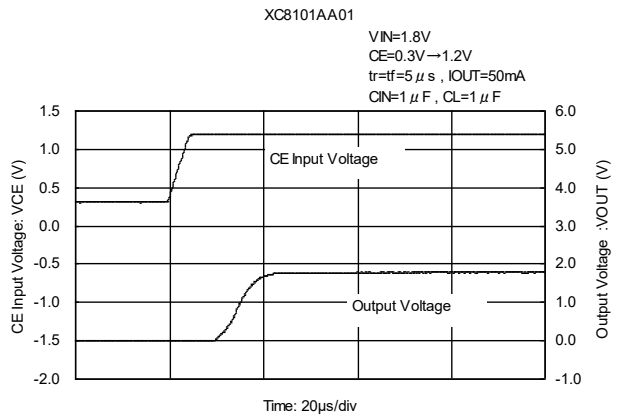 XC8101AA01
VIN=1.8V
CE=0.3V→1.2V
tr=tf=5μs , IOUT=50mA
CIN=1μF , CL=1μF
CE Input Voltage: VCE (V)
1.5
1.0
0.5
0.0
-0.5
-1.0
-1.5
-2.0
CE Input Voltage
Output Voltage
6.0
5.0
4.0
3.0
2.0
1.0
0.0
-1.0
Output Voltage :VOUT (V)
Time: 20μs/div